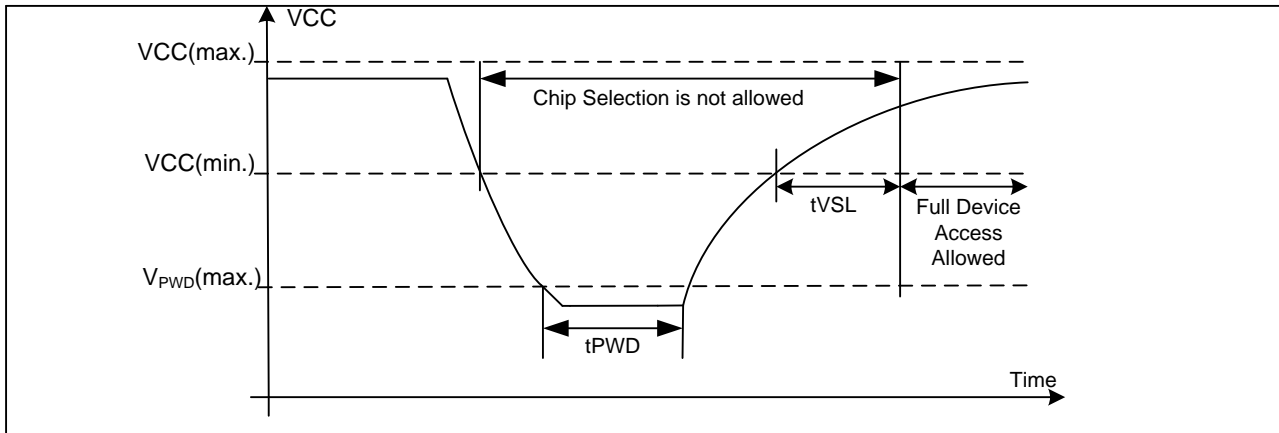 VCC
VCC(max.)
Chip Selection is not allowed
VCC(min.)
tVSL
Full Device
Access
Allowed
VPWD(max.)
tPWD
Time